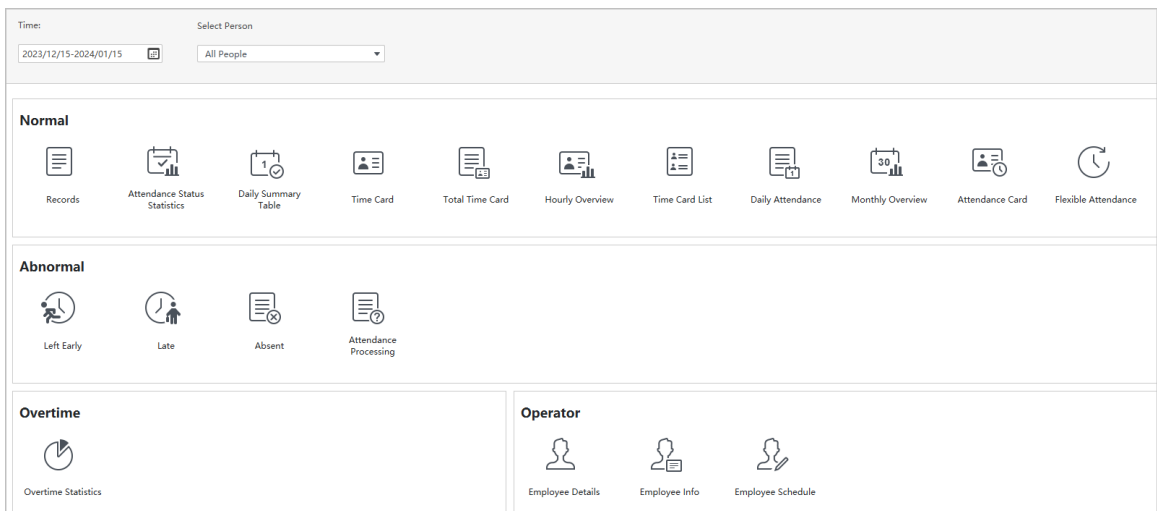 Time:
Select Person
2023/12/15-2024/01/15
All People
Normal
1
30
1
Records
Attendance Status
Statistics
Daily Summary
Table
Time Card
Total Time Card
Hourly Overview
Time Card List
Daily Attendance
Monthly Overview
Attendance Card
Flexible Attendance
Abnormal
?
Left Early
Late
Absent
Attendance
Processing
Overtime
Overtime Statistics
Operator
Employee Details
Employee Info
Employee Schedule